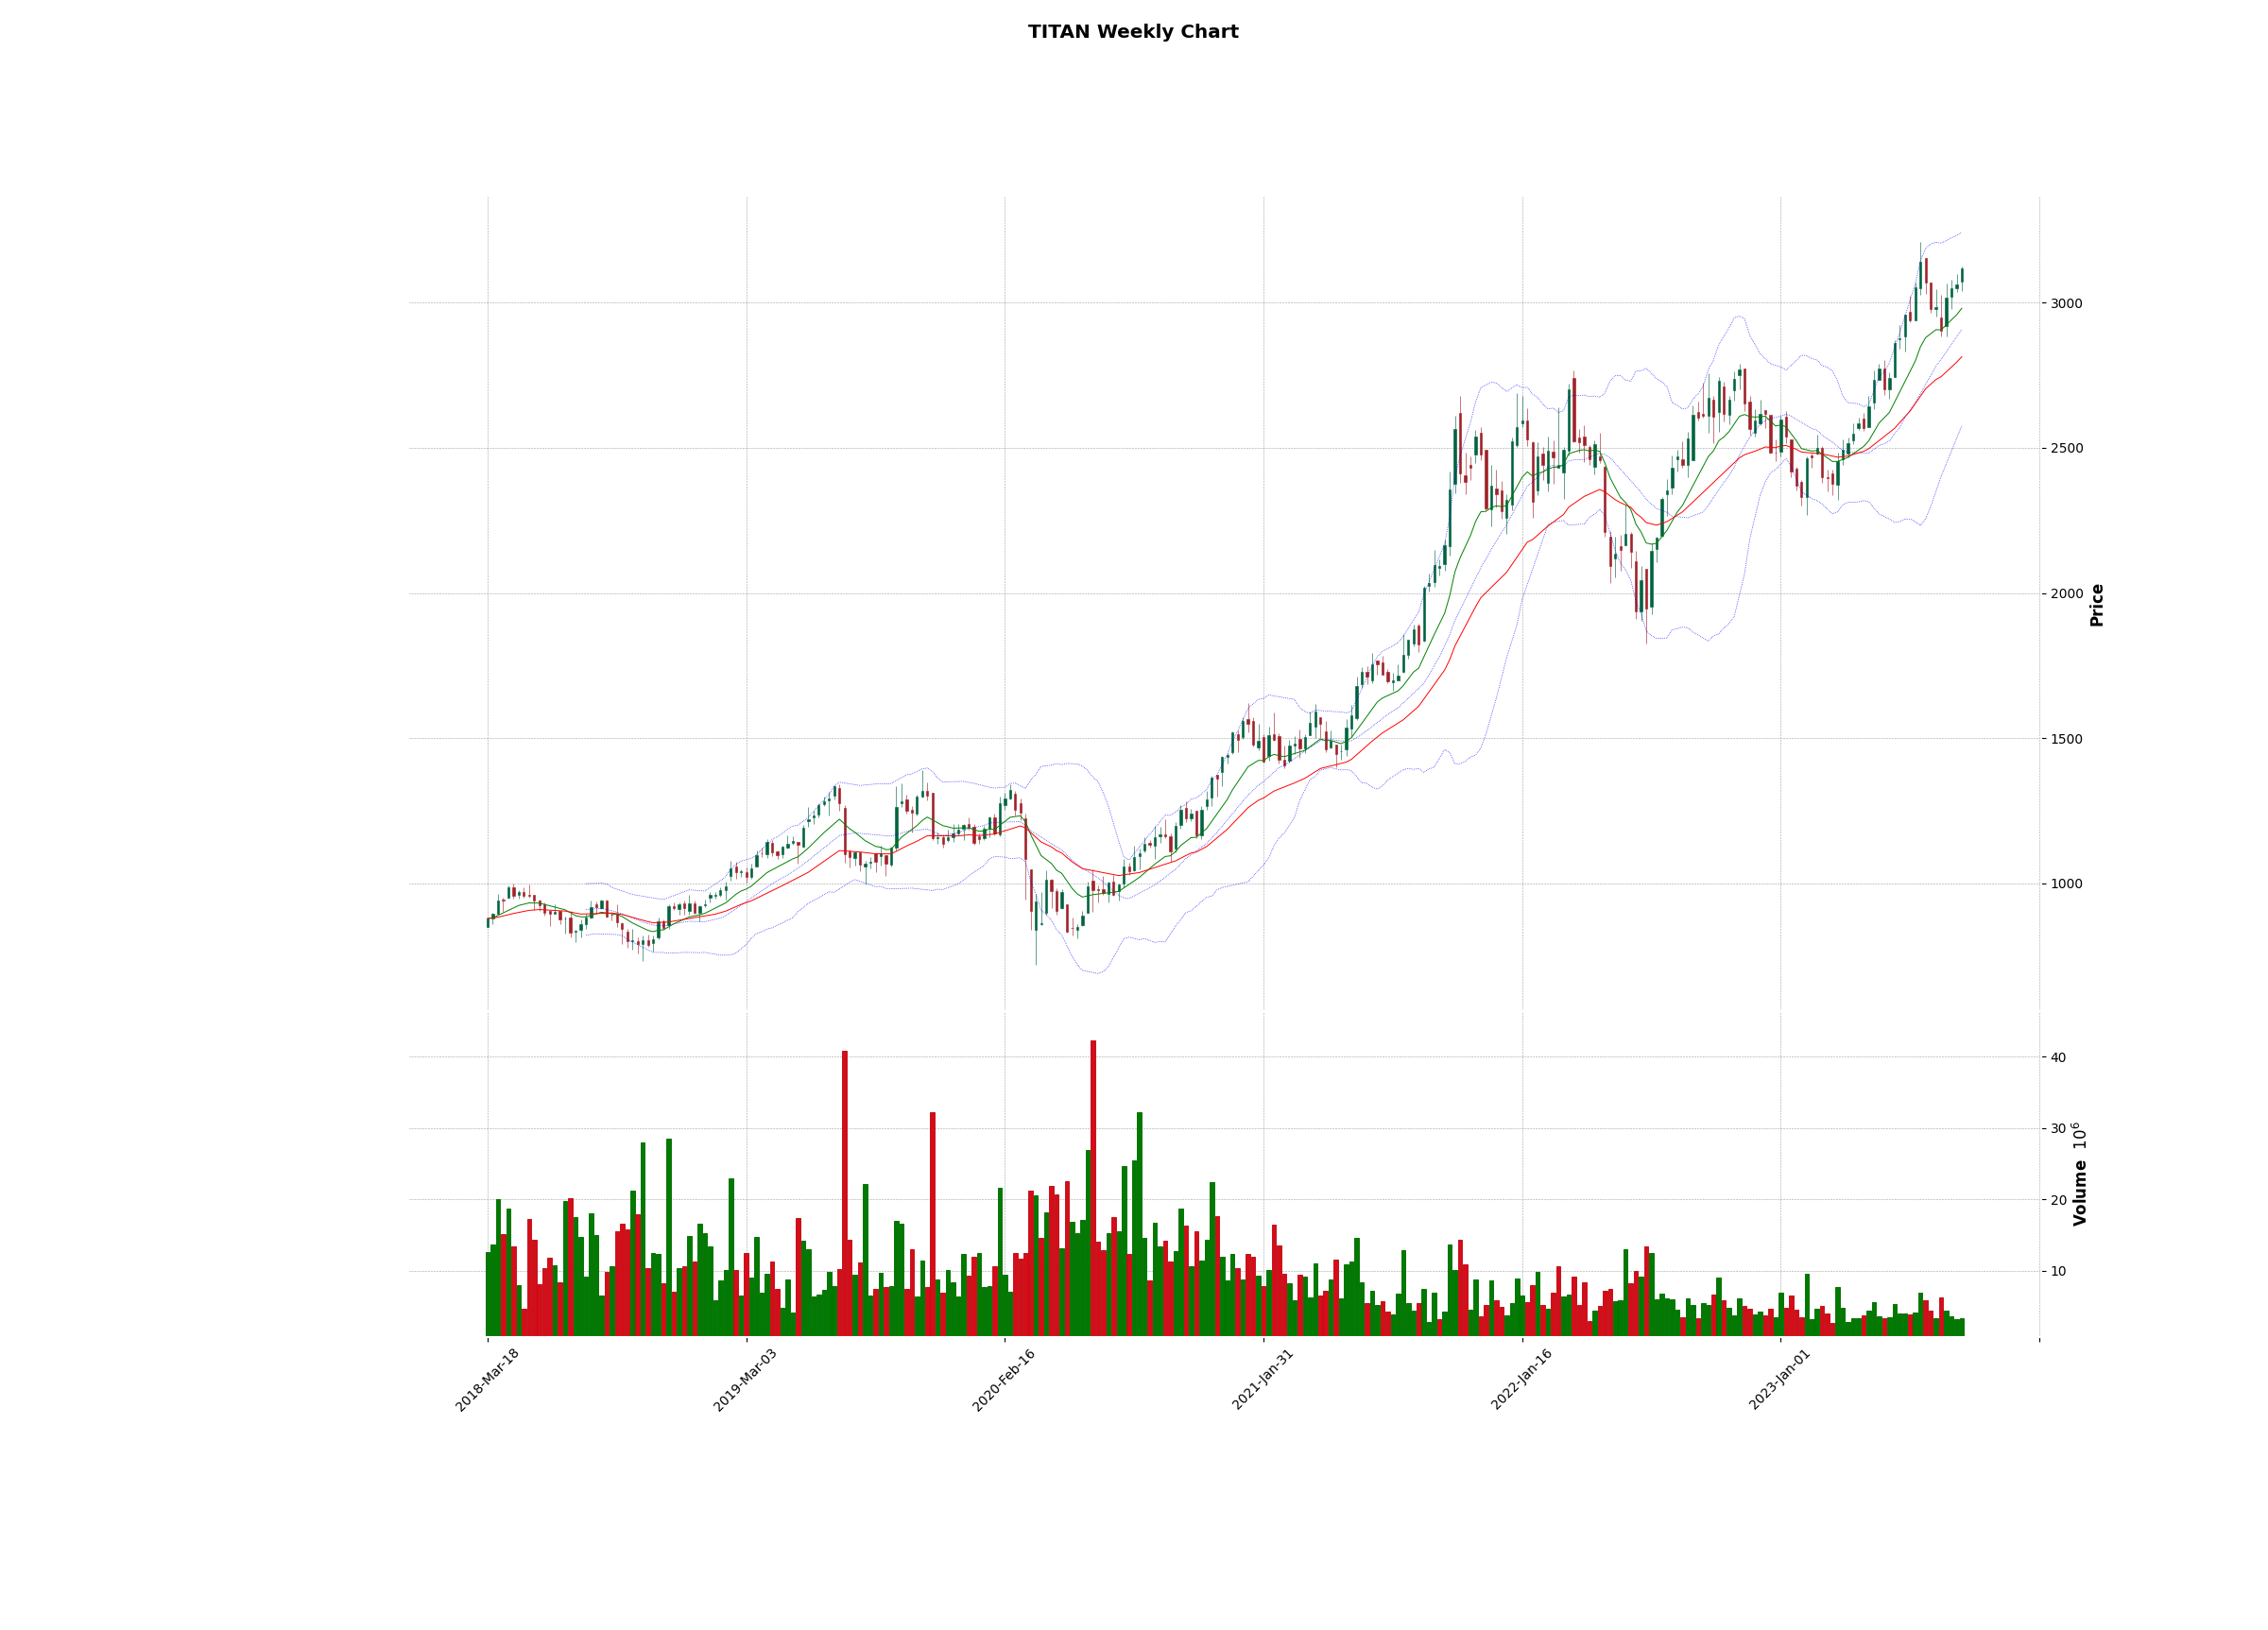 TITAN Weekly Chart
3000
2500
2000
1500
1000
Price
40
30
20
10
Volume 10^6
2018-Mar-18
2019-Mar-03
2020-Feb-16
2021-Jan-31
2022-Jan-16
2023-Jan-01